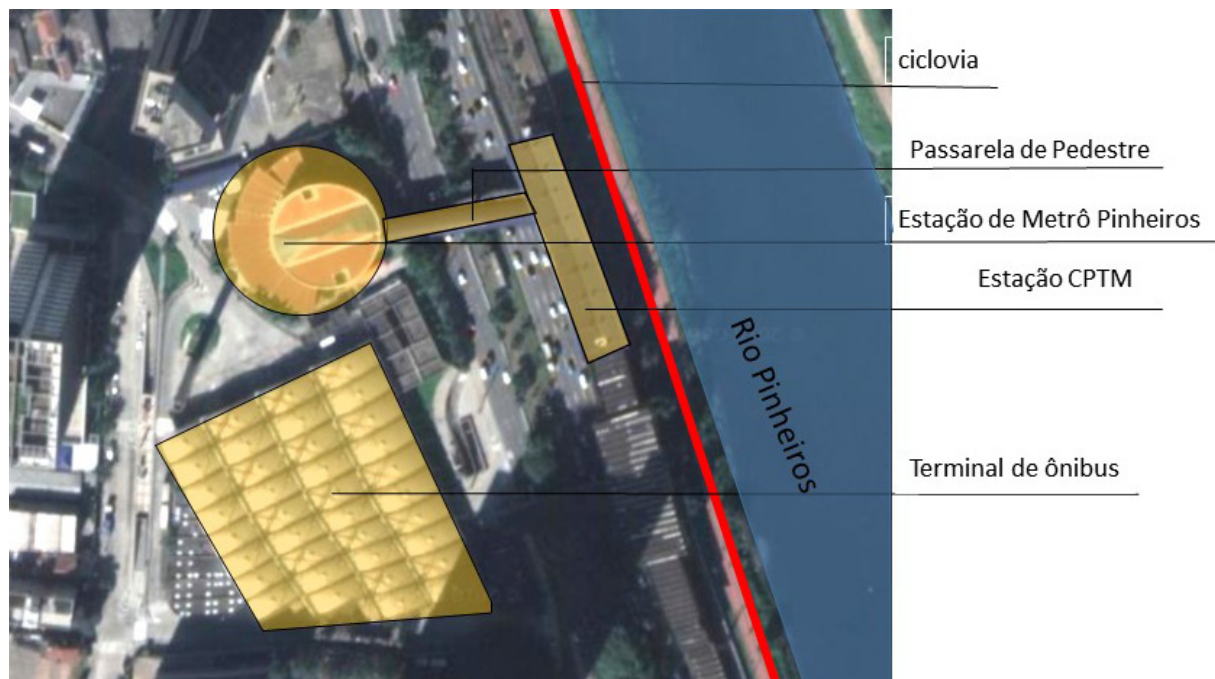 ciclovia
Passarela de Pedestre
Estação de Metrô Pinheiros
Estação CPTM
Rio Pinheiros
Terminal de ônibus